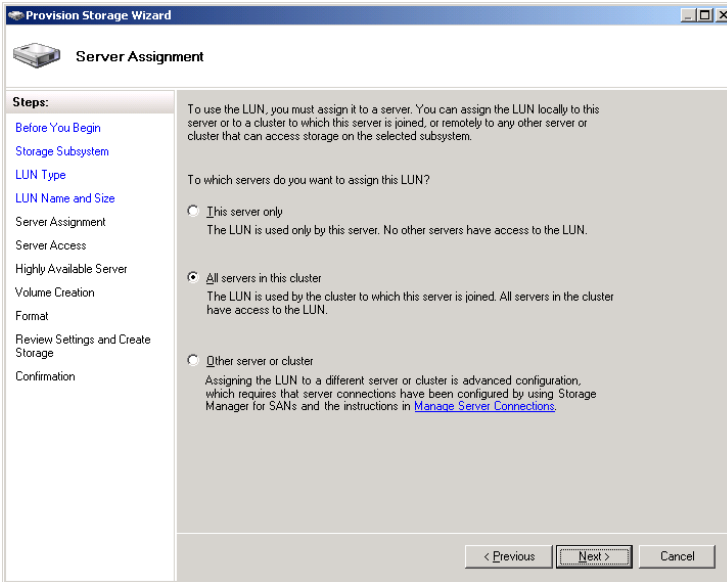 Provision Storage Wizard
Server Assignment
Steps:
Before You Begin
Storage Subsystem
LUN Type
LUN Name and Size
Server Assignment
Server Access
Highly Available Server
Volume Creation
Format
Review Settings and Create
Storage
Confirmation
To use the LUN, you must assign it to a server. You can assign the LUN locally to this
server or to a cluster to which this server is joined, or remotely to any other server or
cluster that can access storage on the selected subsystem.
To which servers do you want to assign this LUN?
This server only
The LUN is used only by this server. No other servers have access to the LUN.
All servers in this cluster
The LUN is used by the cluster to which this server is joined. All servers in the cluster
have access to the LUN.
Other server or cluster
Assigning the LUN to a different server or cluster is advanced configuration,
which requires that server connections have been configured by using Storage
Manager for SANs and the instructions in Manage Server Connections.
< Previous
Next >
Cancel